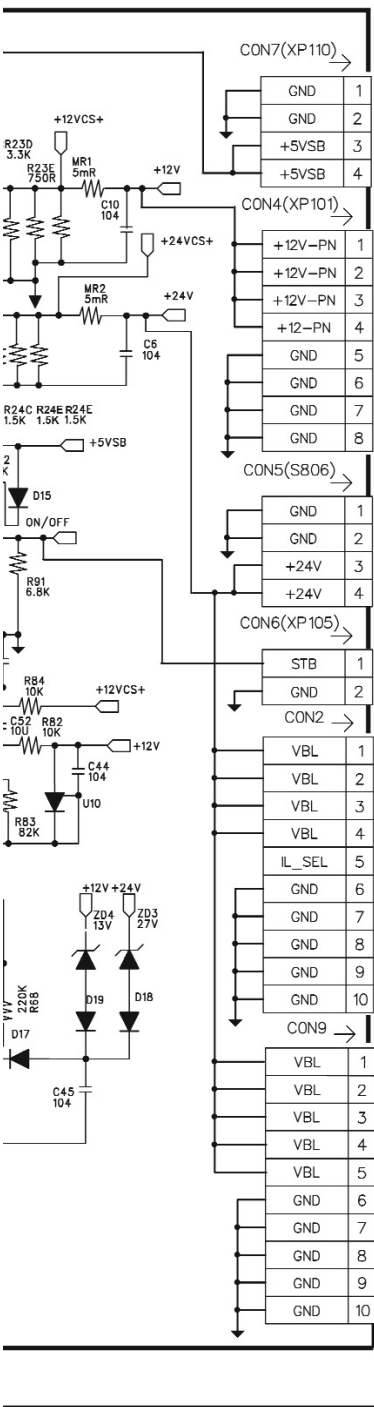 CON7(XP110)
GND 1
GND 2
+5VSB 3
+5VSB 4
+12VCS+
R23D
3.3K
R23E
750R
MR1
5mR
+12V
C10
104
CON4(XP101)
+12V-PN 1
+12V-PN 2
+12V-PN 3
+12-PN 4
GND 5
GND 6
GND 7
GND 8
+24VCS+
MR2
5mR
+24V
C6
104
R24C R24E R24E
1.5K 1.5K 1.5K
+5VSB
2
K
D15
ON/OFF
CON5(S806)
GND 1
GND 2
+24V 3
+24V 4
R91
6.8K
CON6(XP105)
STB 1
GND 2
R84
10K
+12VCS+
C52
10U
R82
10K
+12V
C44
104
U10
R83
82K
CON2
VBL 1
VBL 2
VBL 3
VBL 4
IL_SEL 5
GND 6
GND 7
GND 8
GND 9
GND 10
+12V +24V
ZD4
13V
ZD3
27V
D19
D18
220K
R68
D17
C45
104
CON9
VBL 1
VBL 2
VBL 3
VBL 4
VBL 5
GND 6
GND 7
GND 8
GND 9
GND 10